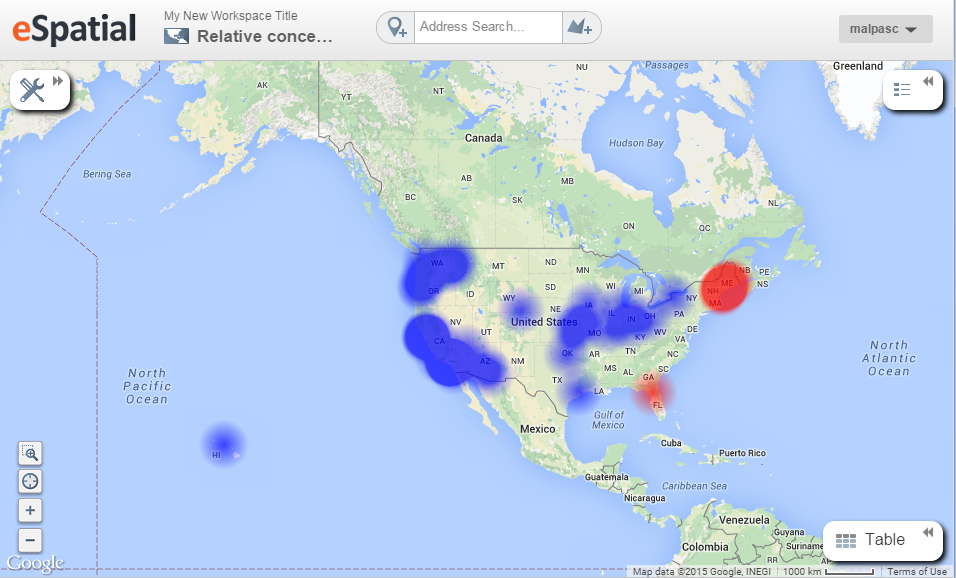 eSpatial
My New Workspace Title
Relative conce...
Address Search...
malpasc
Greenland
Passages
NU
AK
YT
NT
Canada
Hudson Bay
Bering Sea
AB
MB
BC
SK
NL
ON
QC
WA
MT
ND
MN
NB
PE
OR
ID
SD
WI
MI
ME
NS
NH
WY
IA
NY
MA
NE
IL
IN
OH
PA
NV
United States
UT
MO
KY
WV
DE
CA
VA
AZ
NM
OK
AR
TN
NC
MS
AL
SC
GA
TX
LA
FL
North
Pacific
Ocean
North
Atlantic
Ocean
Gulf of
Mexico
Mexico
Cuba
Puerto Rico
HI
Guatemala
Caribbean Sea
Nicaragua
Venezuela
Guyana
Colombia
Suriname
RR
AP
Table
Google
Map data ©2015 Google, INEGI
1000 km
Terms of Use